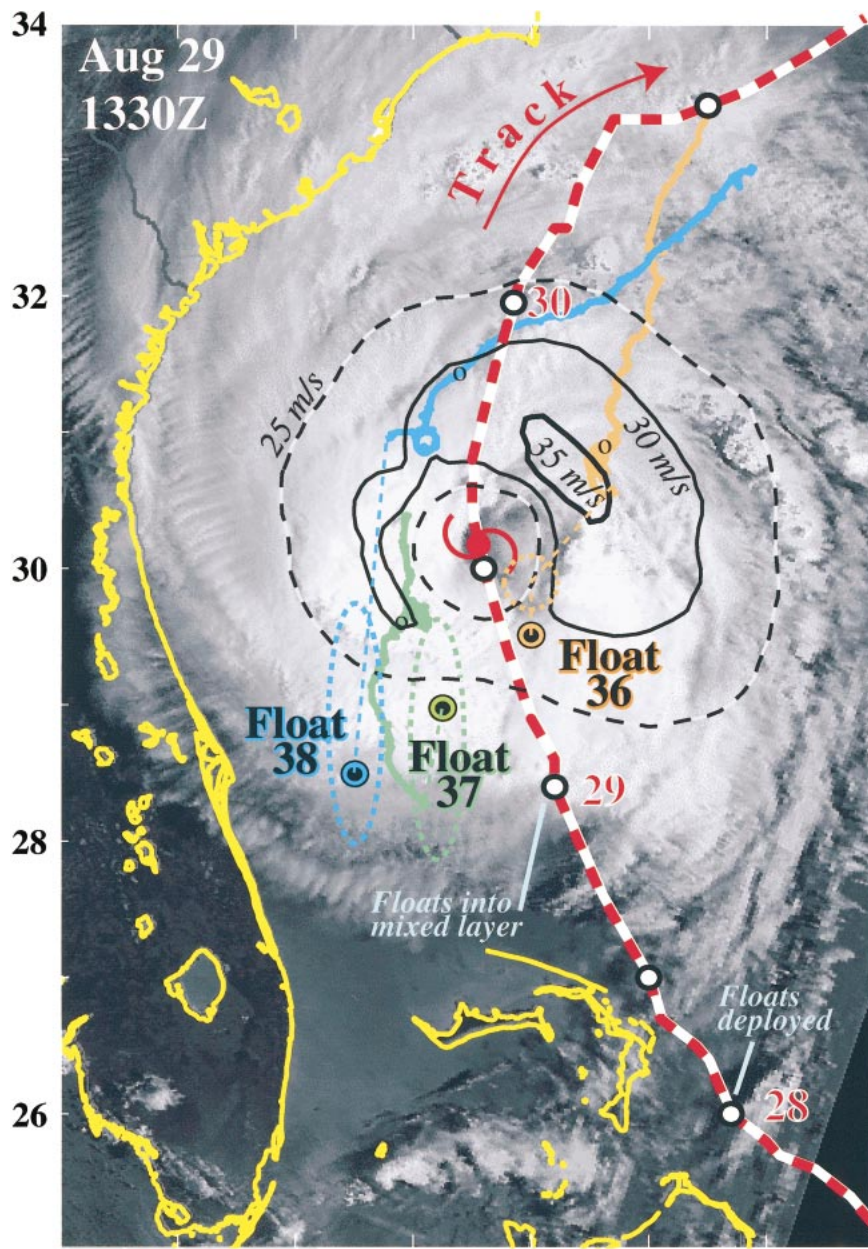 34
Aug 29
1330Z
Track
32
30
25 m/s
35 m/s
30 m/s
30
Float
36
Float
38
Float
37
29
28
Floats into
mixed layer
Floats
deployed
28
26